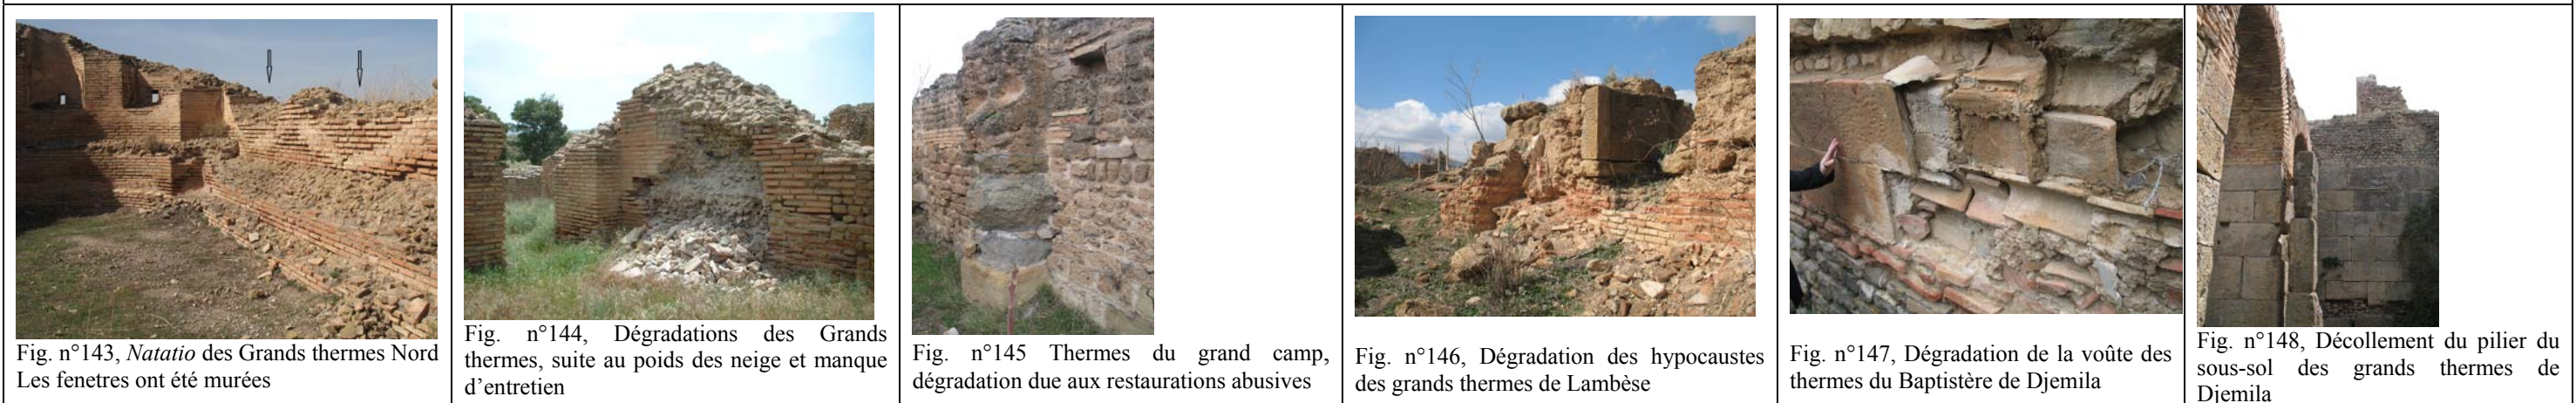 Fig. n°143, Natatio des Grands thermes Nord
Les fenetres ont été murées
Fig. n°144, Dégradations des Grands
thermes, suite au poids des neige et manque
d'entretien
Fig. n°145 Thermes du grand camp,
dégradation due aux restaurations abusives
Fig. n°146, Dégradation des hypocaustes
des grands thermes de Lambèse
Fig. n°147, Dégradation de la voûte des
thermes du Baptistère de Djemila
Fig. n°148, Décollement du pilier du
sous-sol des grands thermes de
Djemila